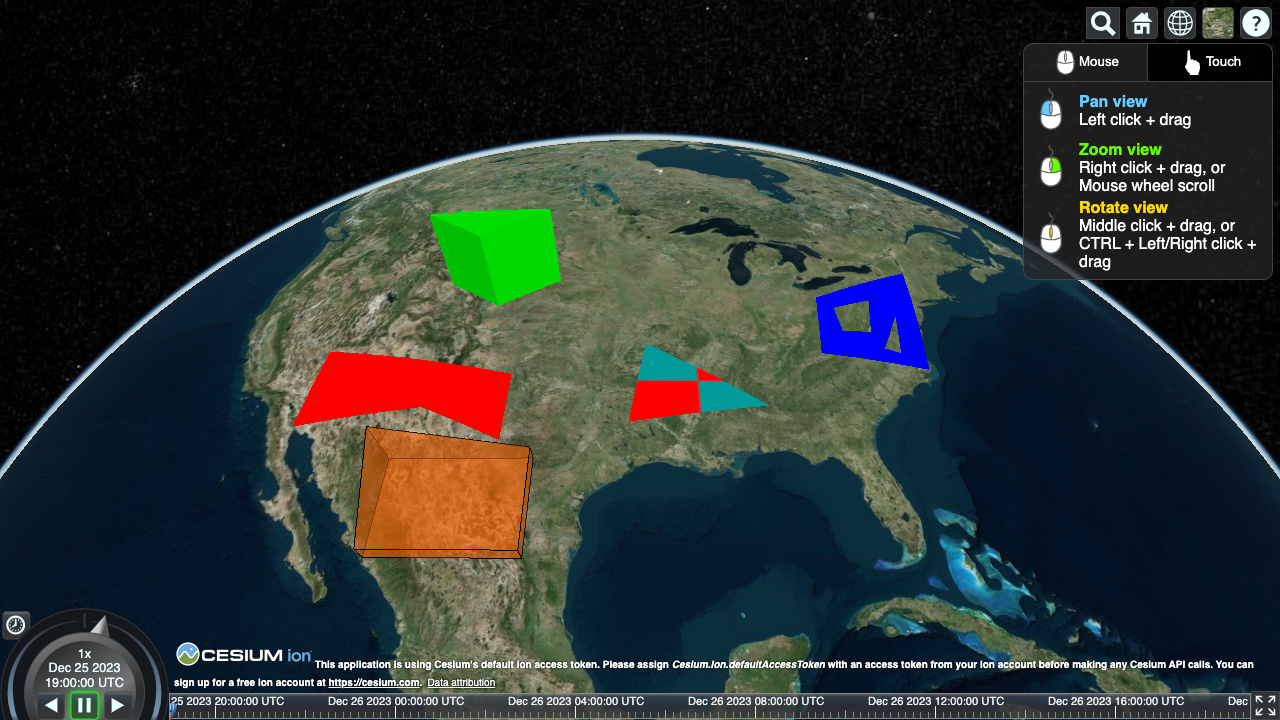 ?
Mouse
Touch
Pan view
Left click + drag
Zoom view
Right click + drag, or
Mouse wheel scroll
Rotate view
Middle click + drag, or
CTRL + Left/Right click +
drag
1x
Dec 25 2023
19:00:00 UTC
CESIUM ion
This application is using Cesium's default ion access token. Please assign Cesium.Ion.defaultAccessToken with an access token from your ion account before making any Cesium API calls. You can
sign up for a free ion account at https://cesium.com. Data attribution
25 2023 20:00:00 UTC
Dec 26 2023 00:00:00 UTC
Dec 26 2023 04:00:00 UTC
Dec 26 2023 08:00:00 UTC
Dec 26 2023 12:00:00 UTC
Dec 26 2023 16:00:00 UTC
Dec